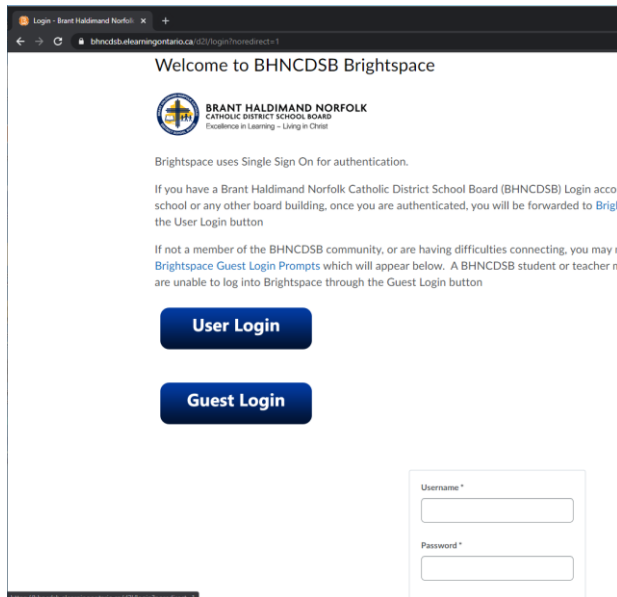 Login - Brant Haldimand Norfolk
bhncdsb.elearningontario.ca/d2l/login?noredirect=1
Welcome to BHNCDSB Brightspace
BRANT HALDIMAND NORFOLK
CATHOLIC DISTRICT SCHOOL BOARD
Excellence in Learning – Living in Christ
Brightspace uses Single Sign On for authentication.
If you have a Brant Haldimand Norfolk Catholic District School Board (BHNCDSB) Login acco
school or any other board building, once you are authenticated, you will be forwarded to Brig
the User Login button
If not a member of the BHNCDSB community, or are having difficulties connecting, you may
Brightspace Guest Login Prompts which will appear below. A BHNCDSB student or teacher
are unable to log into Brightspace through the Guest Login button
User Login
Guest Login
Username *
Password *